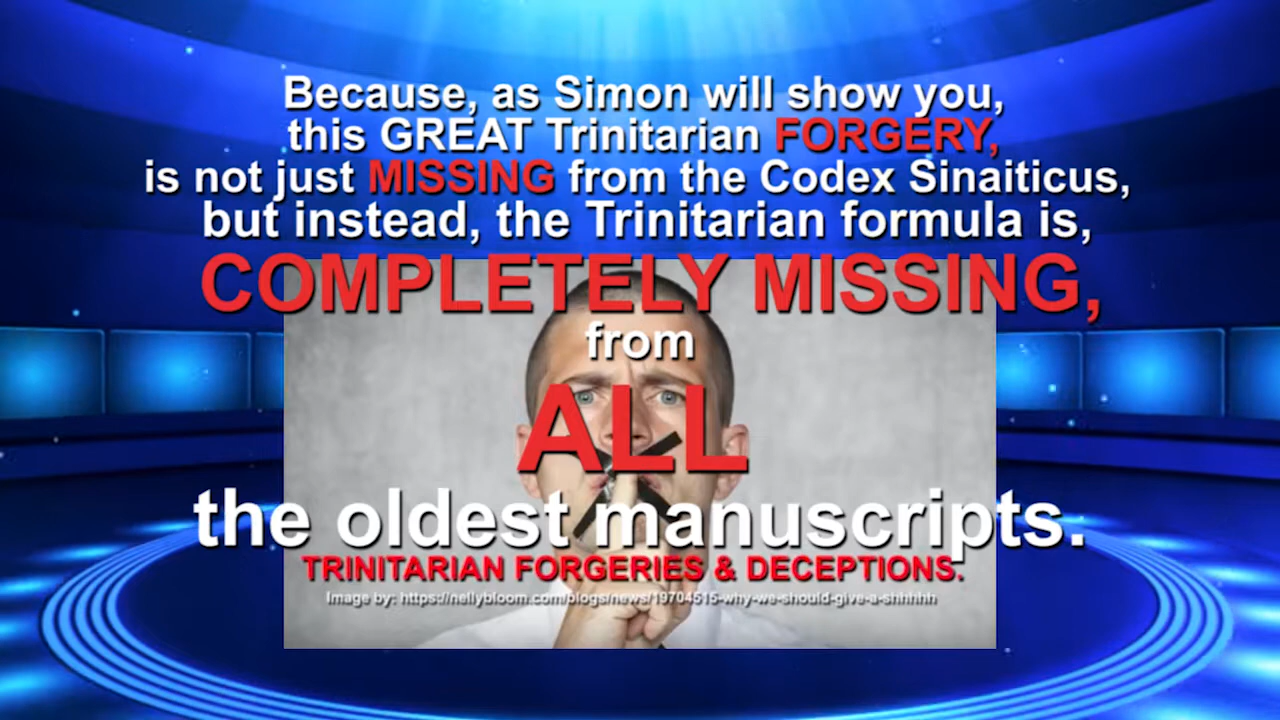 Because, as Simon will show you,
this GREAT Trinitarian FORGERY,
is not just MISSING from the Codex Sinaiticus,
but instead, the Trinitarian formula is,
COMPLETELY MISSING,
from
ALL
the oldest manuscripts.
TRINITARIAN FORGERIES & DECEPTIONS.
Image by: https://nellybloom.com/blogs/news/19704515-why-we-should-give-a-shhhhh